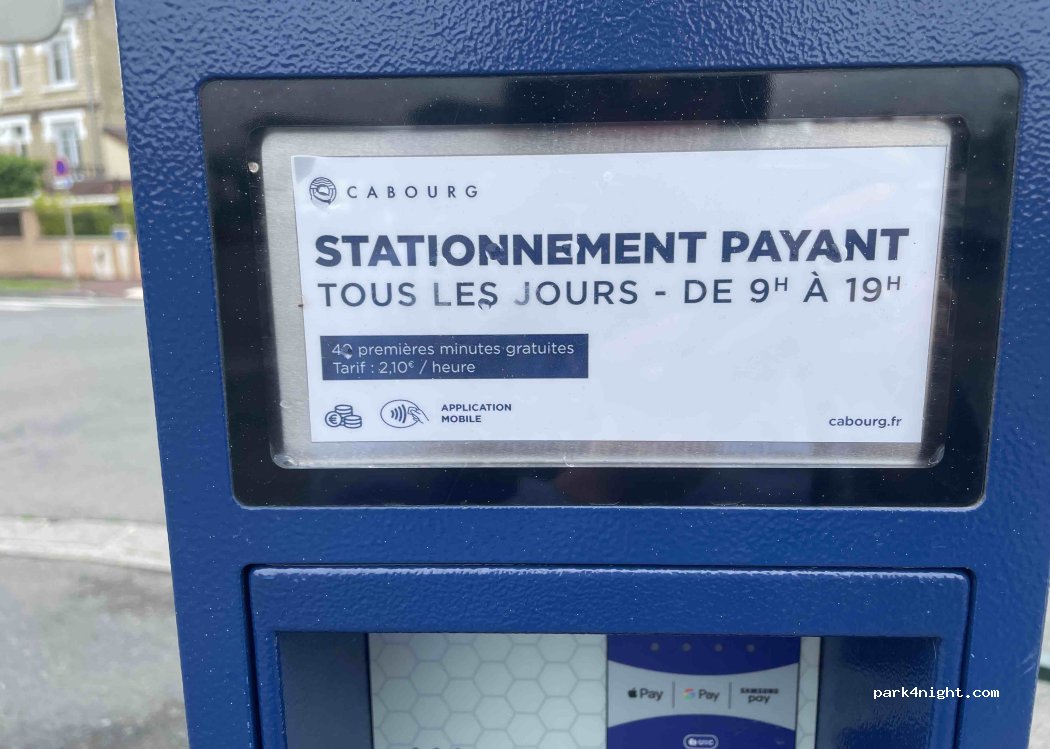 CABOURG
STATIONNEMENT PAYANT
TOUS LES JOURS - DE 9H À 19H
premières minutes gratuites
Tarif : 2,10€ / heure
APPLICATION
MOBILE
cabourg.fr
Pay
G Pay
SAMSUNG
pay
park4night.com